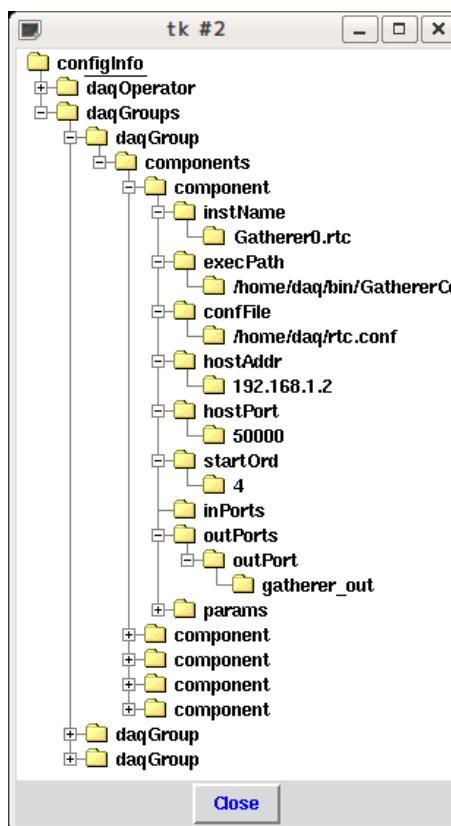 tk #2
configInfo
daqOperator
daqGroups
daqGroup
components
component
instName
Gatherer0.rtc
execPath
/home/daq/bin/GathererCo
confFile
/home/daq/rtc.conf
hostAddr
192.168.1.2
hostPort
50000
startOrd
4
inPorts
outPorts
outPort
gatherer_out
params
component
component
component
component
daqGroup
daqGroup
Close